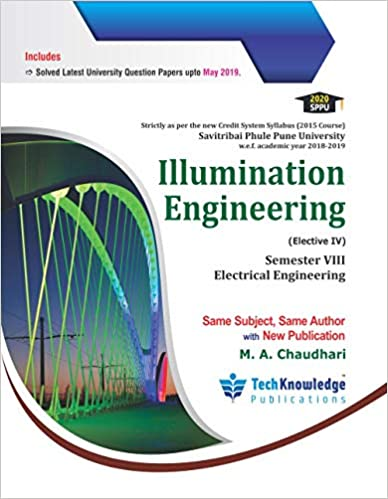 Includes
⇨ Solved Latest University Question Papers upto May 2019.
2020
SPPU
Strictly as per the new Credit System Syllabus (2015 Course)
Savitribai Phule Pune University
w.e.f. academic year 2018-2019
Illumination
Engineering
(Elective IV)
Semester VIII
Electrical Engineering
Same Subject, Same Author
with New Publication
M. A. Chaudhari
TechKnowledge
Publications